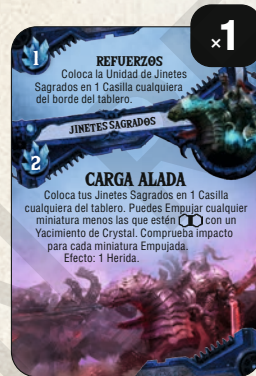 ×1
1
REFUERZOS
Coloca la Unidad de Jinetes
Sagrados en 1 Casilla cualquiera
del borde del tablero.
JINETES SAGRADOS
2
CARGA ALADA
Coloca tus Jinetes Sagrados en 1 Casilla
cualquiera del tablero. Puedes Empujar cualquier
miniatura menos las que estén con un
Yacimiento de Crystal. Comprueba impacto
para cada miniatura Empujada.
Efecto: 1 Herida.